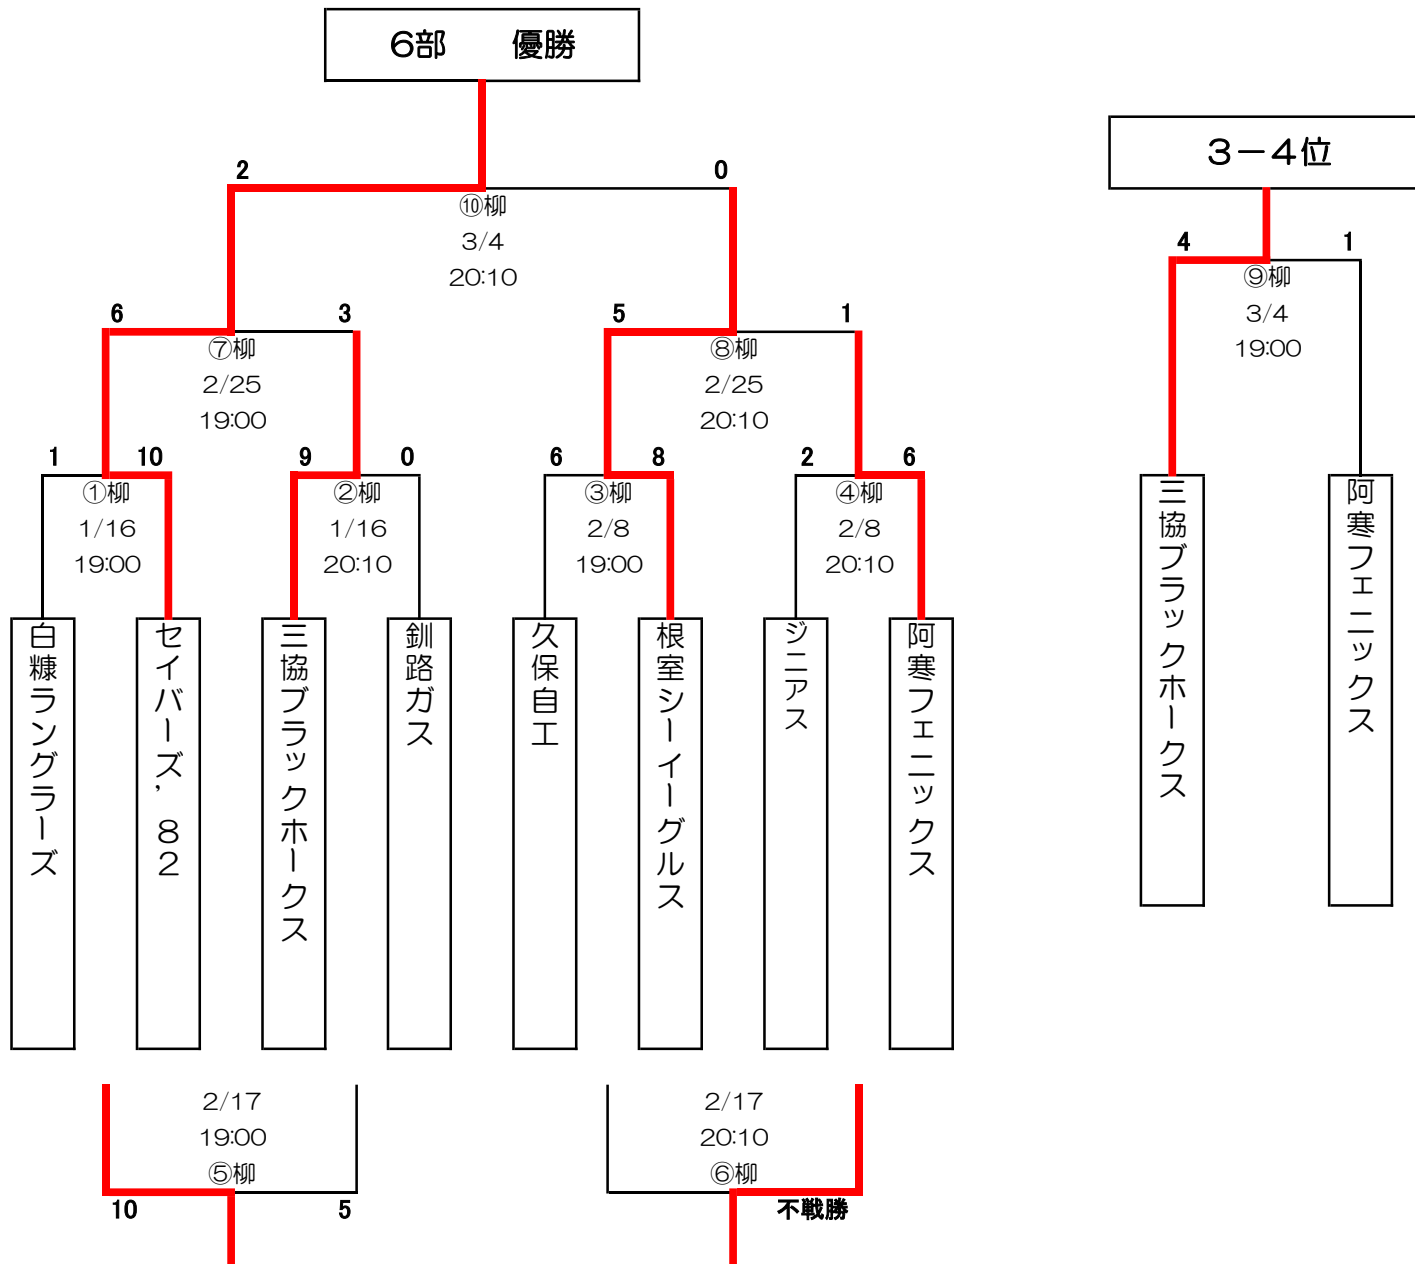 6部　優勝
3－4位
2
0
⑩柳
3/4
20:10
4
1
⑨柳
3/4
19:00
6
3
5
1
⑦柳
2/25
19:00
⑧柳
2/25
20:10
1
10
9
0
6
8
2
6
①柳
1/16
19:00
②柳
1/16
20:10
③柳
2/8
19:00
④柳
2/8
20:10
三協ブラックホークス
阿寒フェニックス
白糠ラングラーズ
セイバーズ，82
三協ブラックホークス
釧路ガス
久保自工
根室シーイーグルス
ジニアス
阿寒フェニックス
2/17
19:00
⑤柳
10
5
2/17
20:10
⑥柳
不戦勝